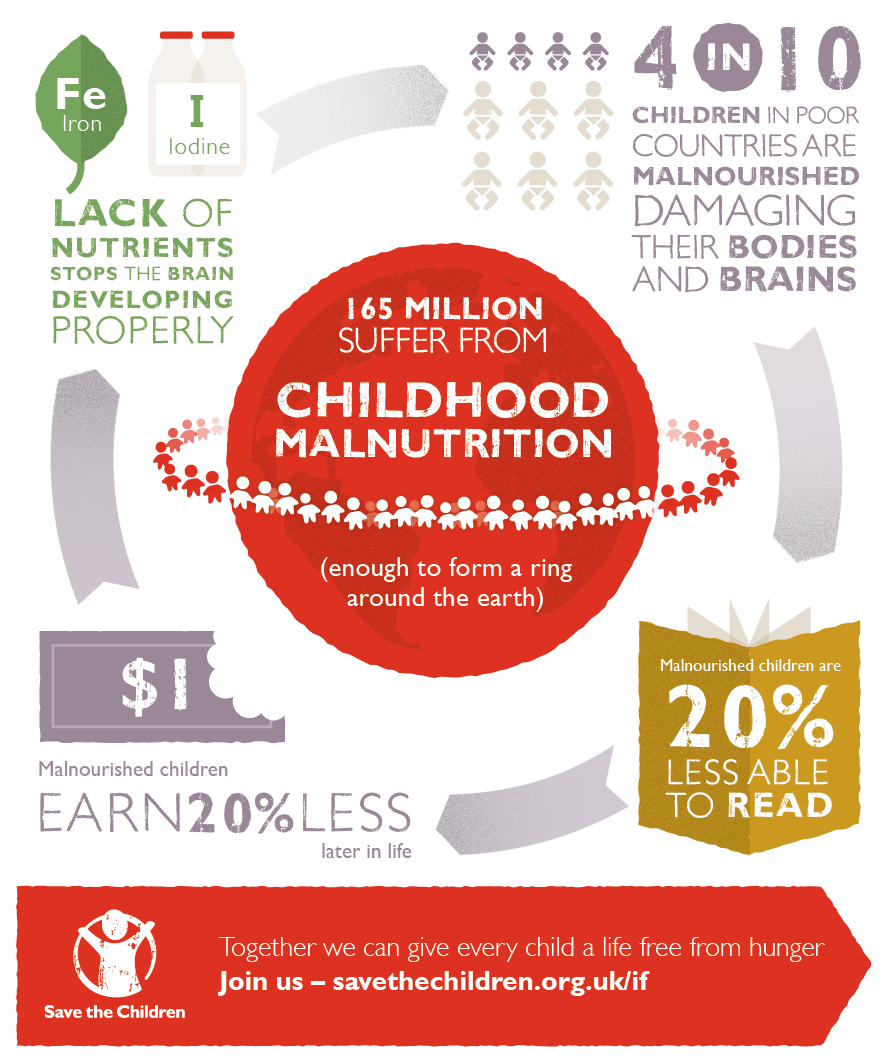 Fe
Iron
I
Iodine
LACK OF
NUTRIENTS
STOPS THE BRAIN
DEVELOPING
PROPERLY
4 IN 10
CHILDREN IN POOR
COUNTRIES ARE
MALNOURISHED
DAMAGING
THEIR BODIES
AND BRAINS
165 MILLION
SUFFER FROM
CHILDHOOD
MALNUTRITION
(enough to form a ring
around the earth)
$1
Malnourished children
EARN 20% LESS
later in life
Malnourished children are
20%
LESS ABLE
TO READ
Save the Children
Together we can give every child a life free from hunger
Join us – savethechildren.org.uk/if